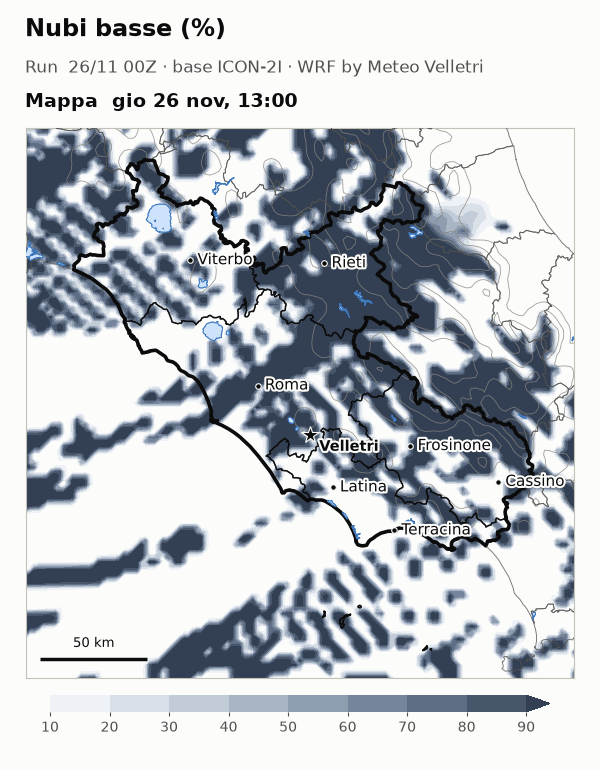 Nubi basse (%)
Run 26/11 00Z · base ICON-2I · WRF by Meteo Velletri
Mappa gio 26 nov, 13:00
Viterbo
Rieti
Roma
Velletri
Frosinone
Latina
Cassino
Terracina
50 km
10 20 30 40 50 60 70 80 90